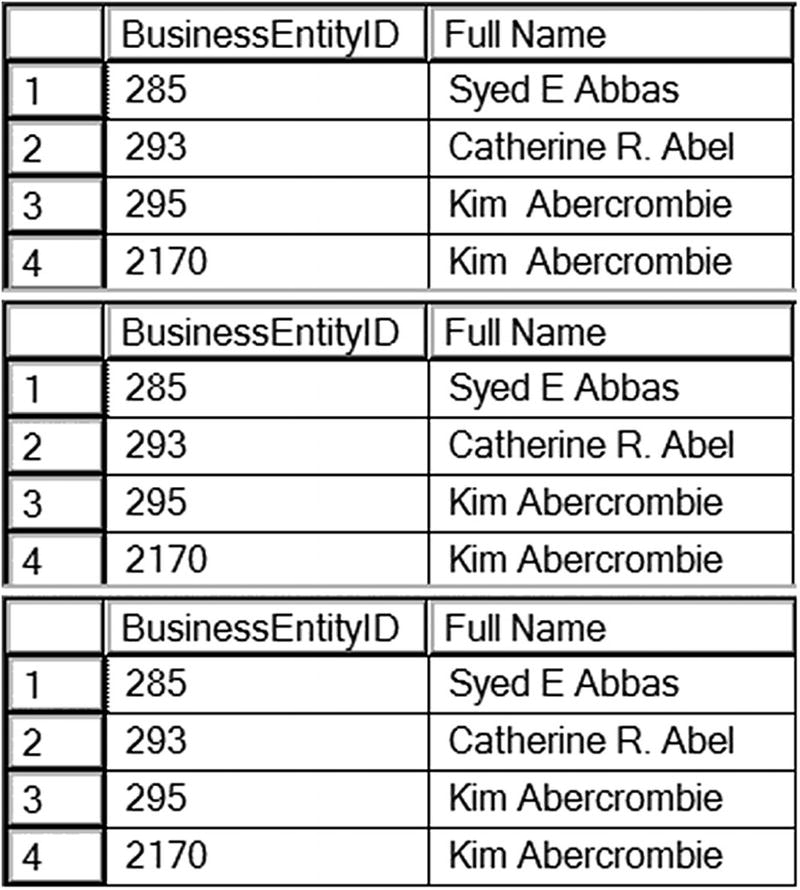 BusinessEntityID Full Name
1 285 Syed E Abbas
2 293 Catherine R. Abel
3 295 Kim  Abercrombie
4 2170 Kim  Abercrombie
BusinessEntityID Full Name
1 285 Syed E Abbas
2 293 Catherine R. Abel
3 295 Kim Abercrombie
4 2170 Kim Abercrombie
BusinessEntityID Full Name
1 285 Syed E Abbas
2 293 Catherine R. Abel
3 295 Kim Abercrombie
4 2170 Kim Abercrombie